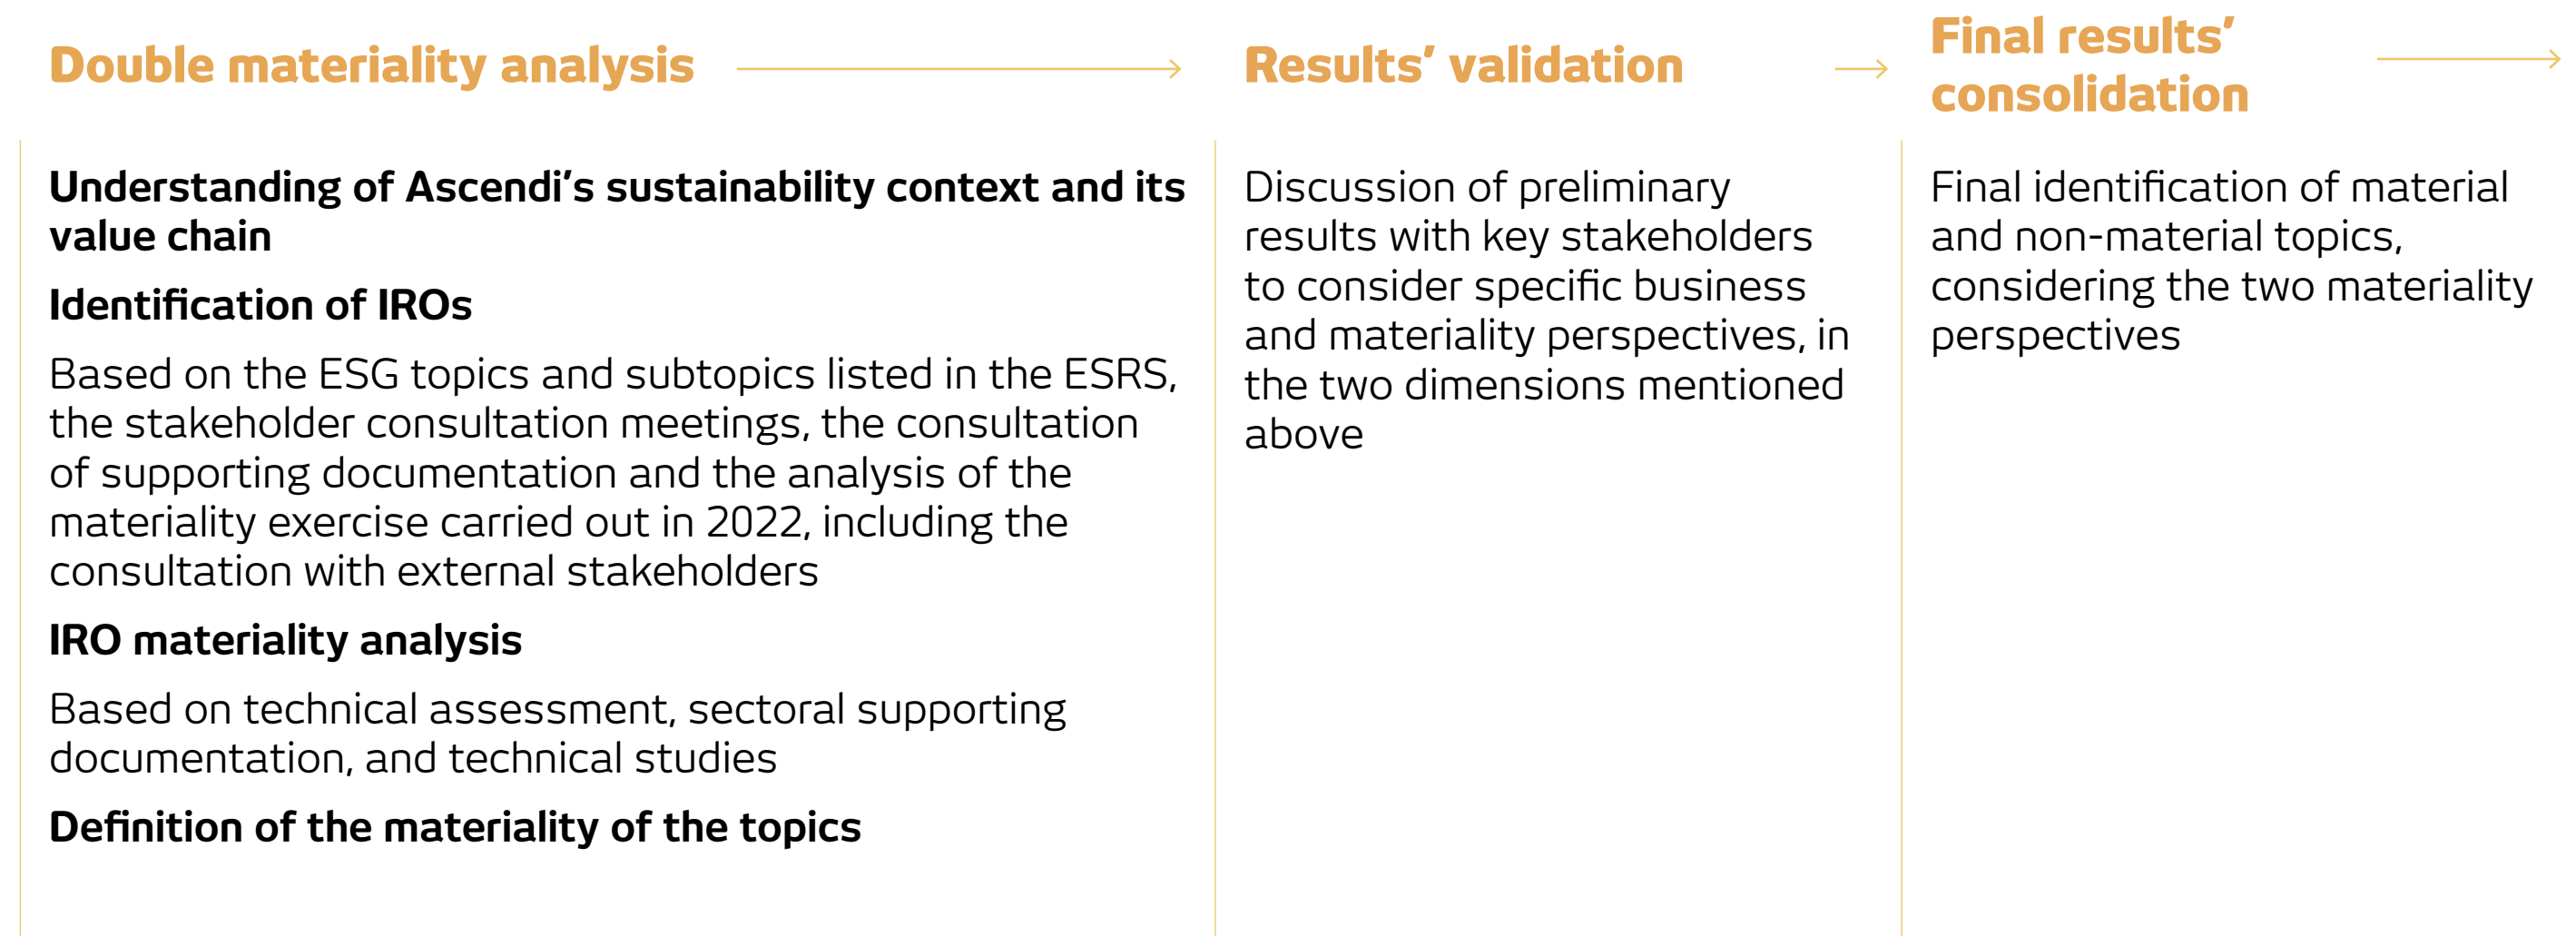 Double materiality analysis
Understanding of Ascendi’s sustainability context and its
value chain
Identification of IROs
Based on the ESG topics and subtopics listed in the ESRS,
the stakeholder consultation meetings, the consultation
of supporting documentation and the analysis of the
materiality exercise carried out in 2022, including the
consultation with external stakeholders
IRO materiality analysis
Based on technical assessment, sectoral supporting
documentation, and technical studies
Definition of the materiality of the topics
Results’ validation
Discussion of preliminary
results with key stakeholders
to consider specific business
and materiality perspectives, in
the two dimensions mentioned
above
Final results’
consolidation
Final identification of material
and non-material topics,
considering the two materiality
perspectives